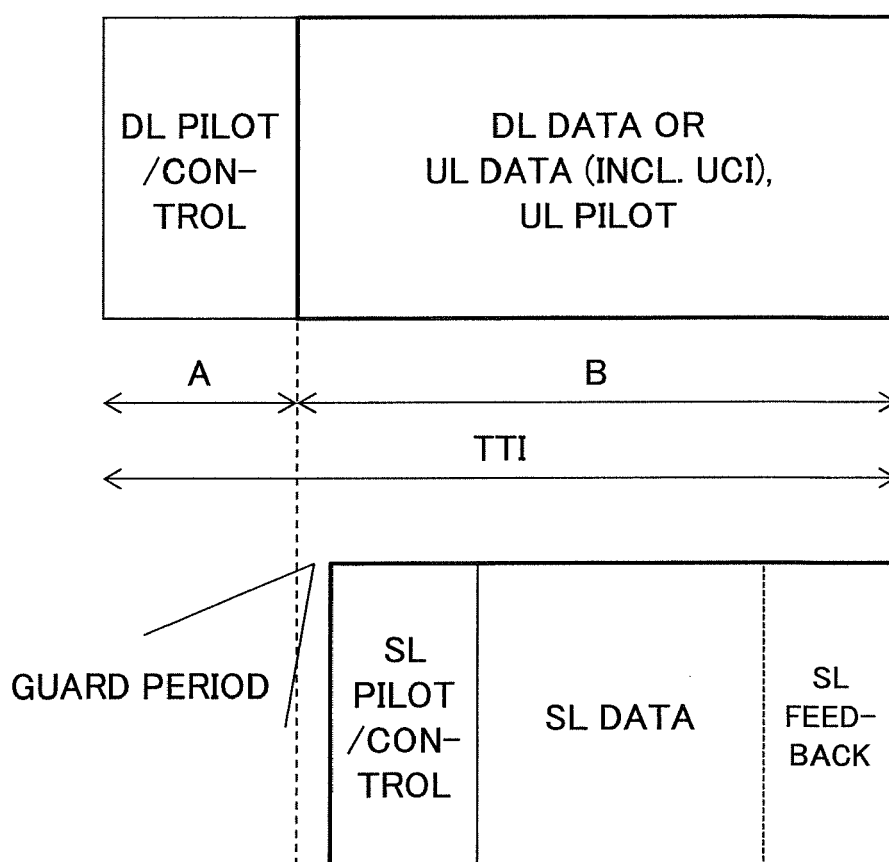 DL PILOT
/CON-
TROL
DL DATA OR
UL DATA (INCL. UCI),
UL PILOT
A
B
TTI
GUARD PERIOD
SL
PILOT
/CON-
TROL
SL DATA
SL
FEED-
BACK